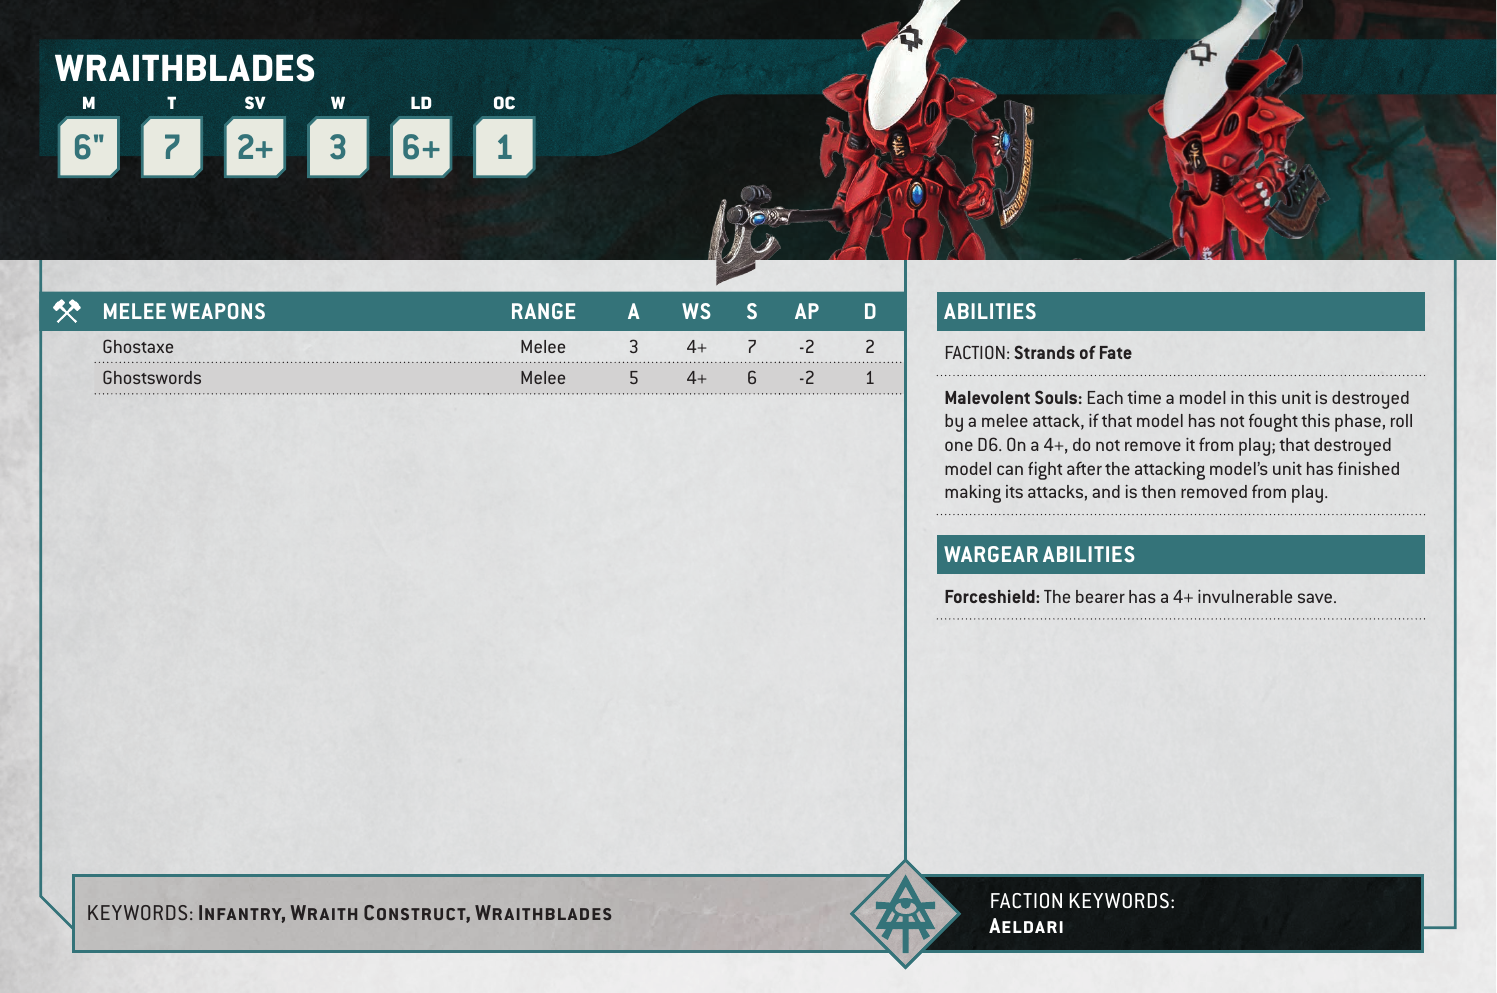 WRAITHBLADES
M T SV W LD OC
6" 7 2+ 3 6+ 1
MELEE WEAPONS RANGE A WS S AP D
Ghostaxe Melee 3 4+ 7 -2 2
Ghostswords Melee 5 4+ 6 -2 1
ABILITIES
FACTION: Strands of Fate
Malevolent Souls: Each time a model in this unit is destroyed
by a melee attack, if that model has not fought this phase, roll
one D6. On a 4+, do not remove it from play; that destroyed
model can fight after the attacking model's unit has finished
making its attacks, and is then removed from play.
WARGEAR ABILITIES
Forceshield: The bearer has a 4+ invulnerable save.
KEYWORDS: INFANTRY, WRAITH CONSTRUCT, WRAITHBLADES
FACTION KEYWORDS:
AELDARI